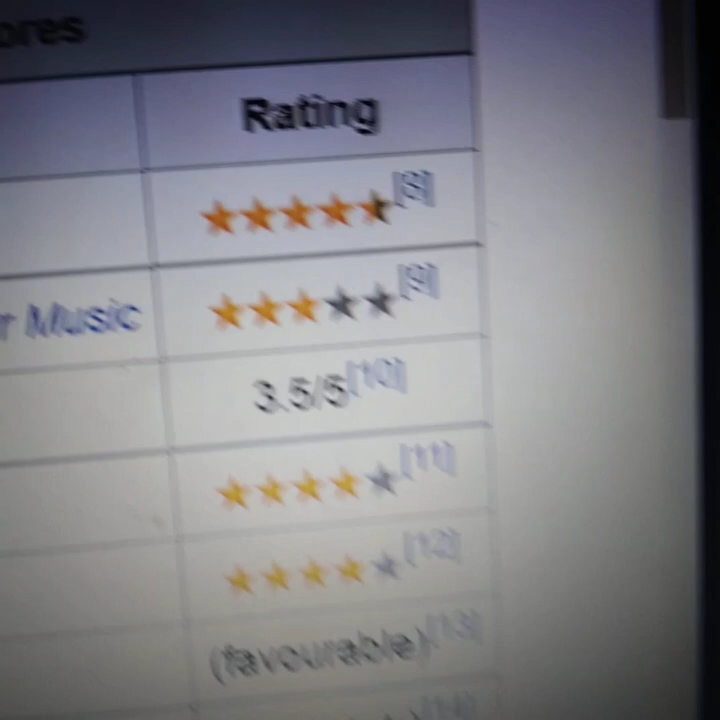 ores
Rating
[8]
r Music
[9]
3.5/5[10]
[11]
[12]
(favourable)[13]